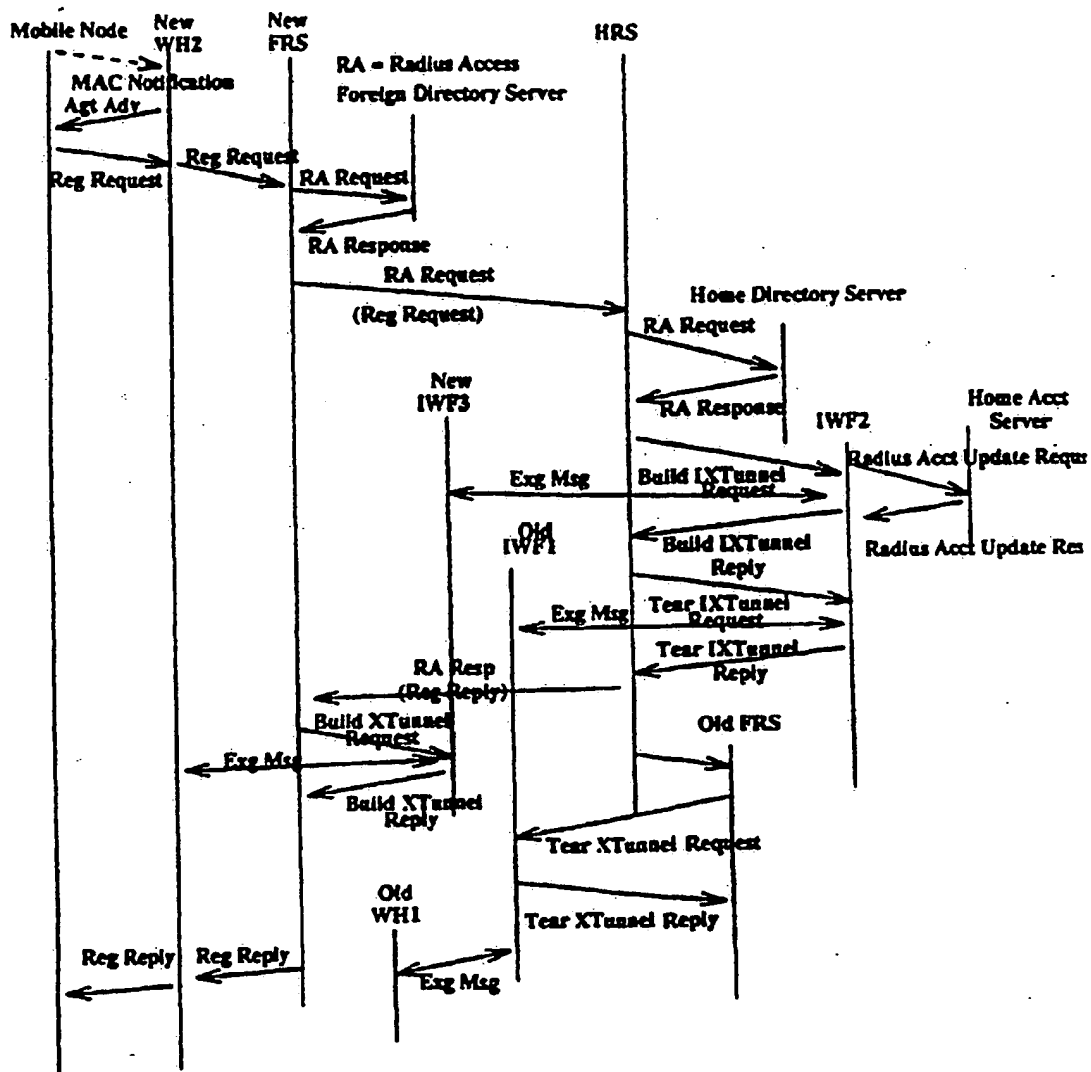 Mobile Node
New
WH2
New
FRS
HRS
RA = Radius Access
Foreign Directory Server
MAC Notification
Agt Adv
Reg Request
Reg Request
RA Request
RA Response
RA Request
(Reg Request)
Home Directory Server
RA Request
RA Response
New
IWF3
IWF2
Home Acct
Server
Radius Acct Update Requ
Exg Msg
Build IXTunnel
Request
Old
IWF1
Build IXTunnel
Reply
Radius Acct Update Res
Exg Msg
Tear IXTunnel
Request
Tear IXTunnel
Reply
RA Resp
(Reg Reply)
Build XTunnel
Request
Old FRS
Exg Msg
Build XTunnel
Reply
Tear XTunnel Request
Old
WH1
Tear XTunnel Reply
Reg Reply
Reg Reply
Exg Msg